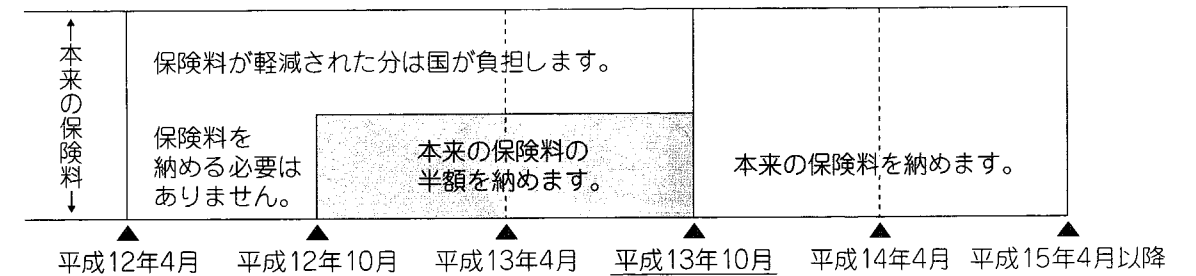 ↑本来の保険料↓
保険料が軽減された分は国が負担します。
保険料を
納める必要は
ありません。
本来の保険料の
半額を納めます。
本来の保険料を納めます。
平成12年4月
平成12年10月
平成13年4月
平成13年10月
平成14年4月
平成15年4月以降